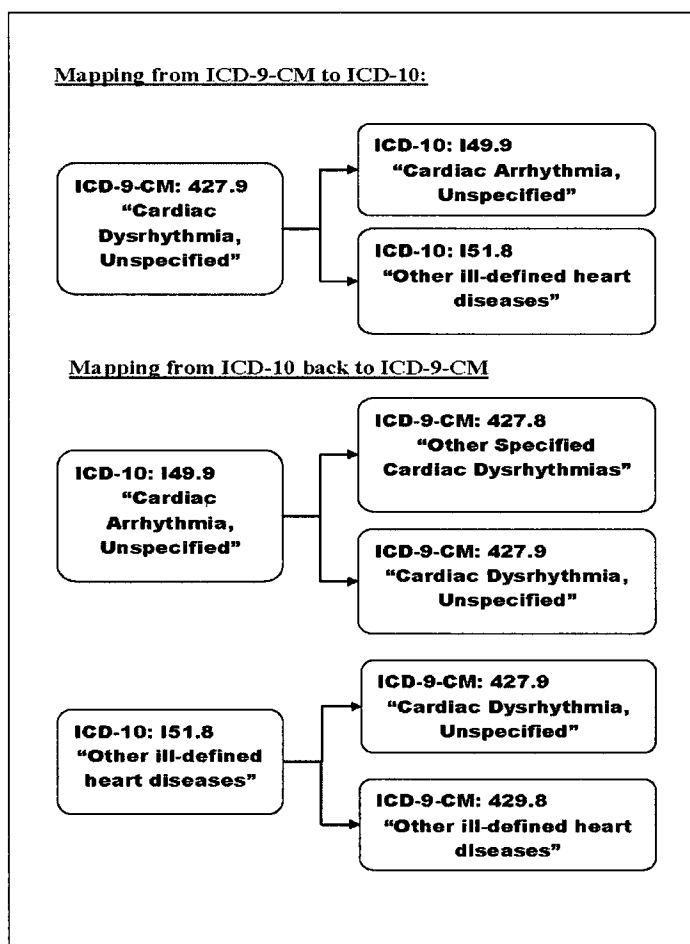 Mapping from ICD-9-CM to ICD-10:
ICD-9-CM: 427.9
“Cardiac
Dysrhythmia,
Unspecified”
ICD-10: I49.9
“Cardiac Arrhythmia,
Unspecified”
ICD-10: I51.8
“Other ill-defined heart
diseases”
Mapping from ICD-10 back to ICD-9-CM
ICD-10: I49.9
“Cardiac
Arrhythmia,
Unspecified”
ICD-9-CM: 427.8
“Other Specified
Cardiac Dysrhythmias”
ICD-9-CM: 427.9
“Cardiac Dysrhythmia,
Unspecified”
ICD-10: I51.8
“Other ill-defined
heart diseases”
ICD-9-CM: 427.9
“Cardiac Dysrhythmia,
Unspecified”
ICD-9-CM: 429.8
“Other ill-defined heart
diseases”